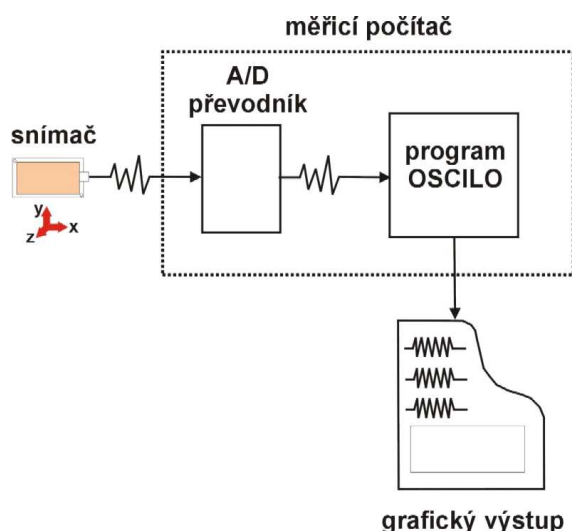 měřicí počítač
A/D
převodník
snímač
program
OSCILO
y
x
z
grafický výstup